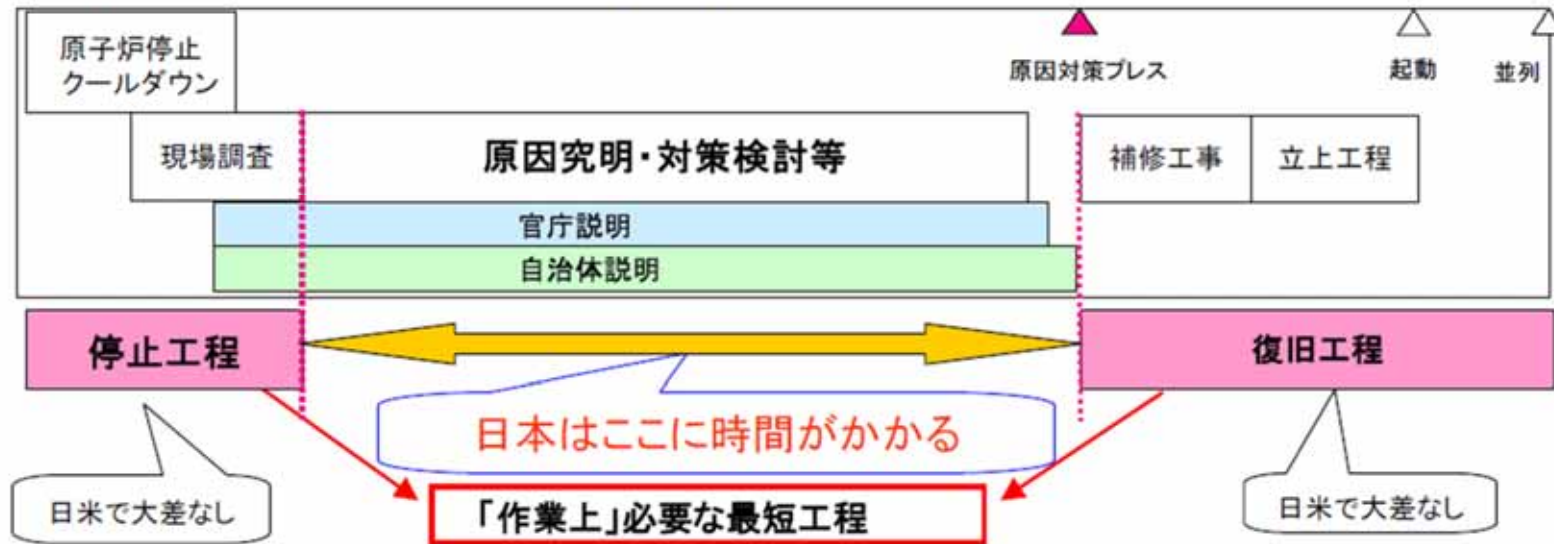 原子炉停止
クールダウン
原因対策プレス
起動
並列
現場調査
原因究明・対策検討等
補修工事
立上工程
官庁説明
自治体説明
停止工程
復旧工程
日本はここに時間がかかる
日米で大差なし
「作業上」必要な最短工程
日米で大差なし